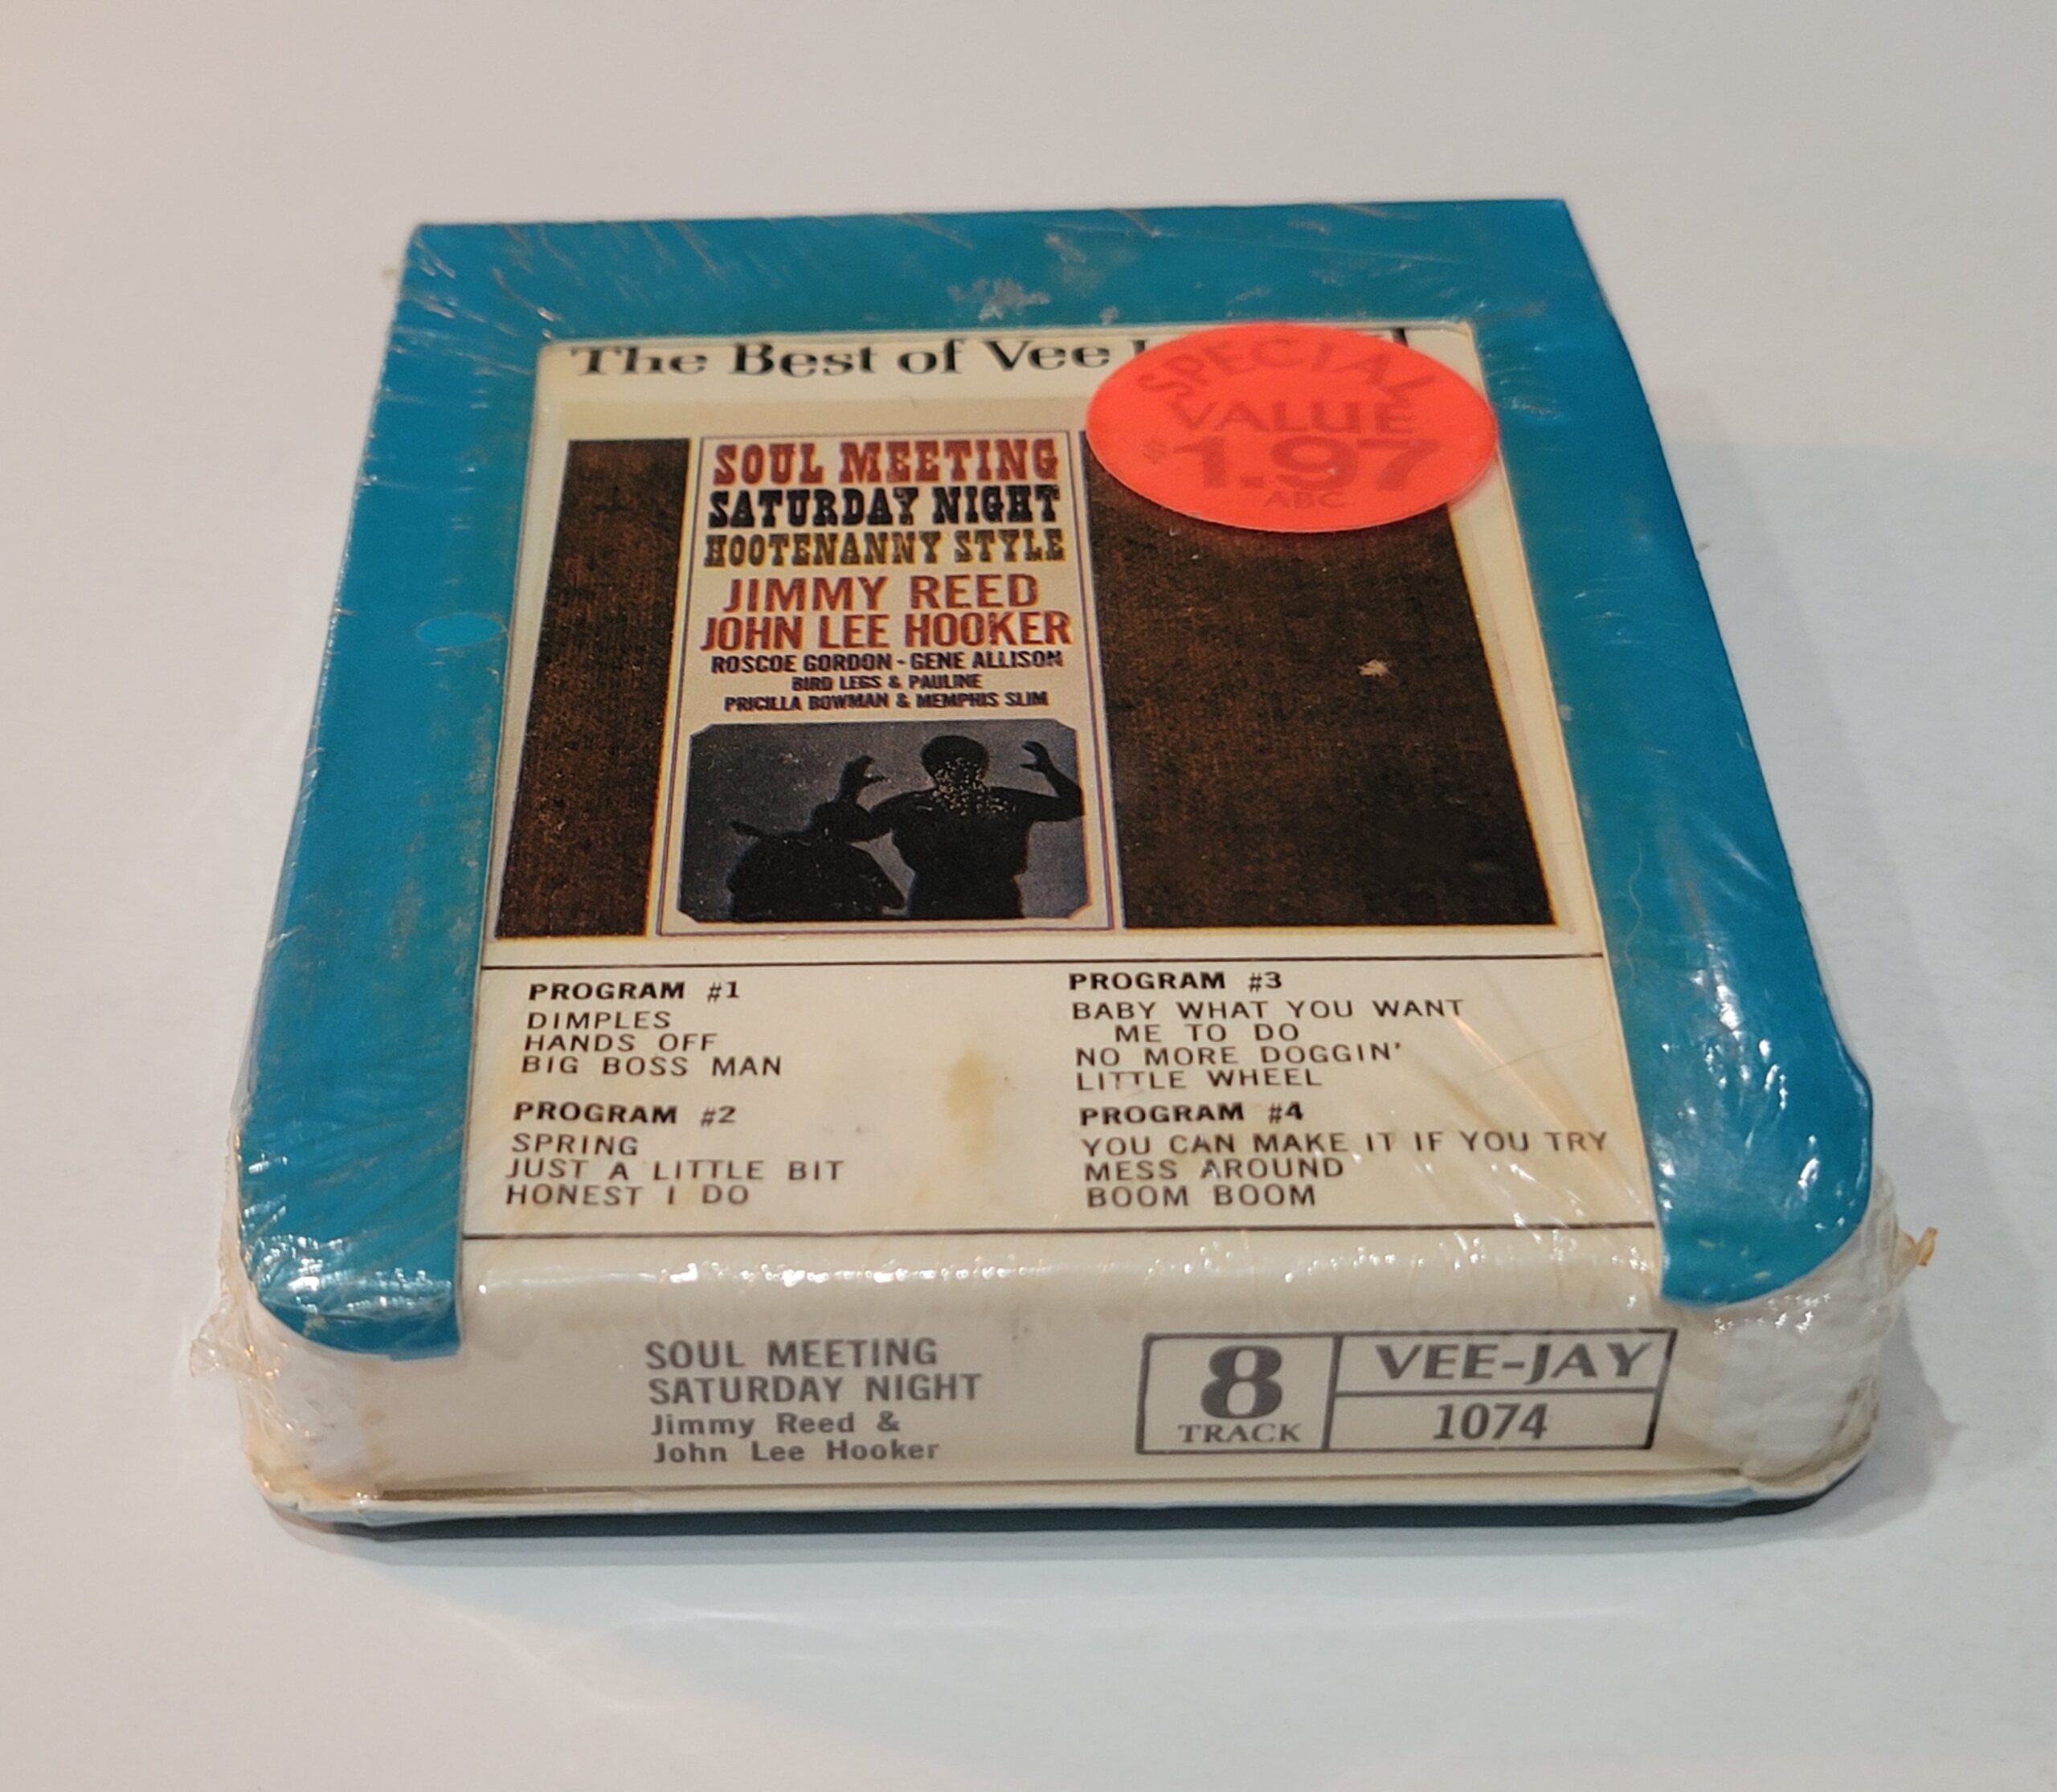 The Best of Vee
SPECIAL
VALUE
$1.97
ABC
SOUL MEETING
SATURDAY NIGHT
HOOTENANNY STYLE
JIMMY REED
JOHN LEE HOOKER
ROSCOE GORDON - GENE ALLISON
BIRD LEGS & PAULINE
PRICILLA BOWMAN & MEMPHIS SLIM
PROGRAM #1
DIMPLES
HANDS OFF
BIG BOSS MAN
PROGRAM #2
SPRING
JUST A LITTLE BIT
HONEST I DO
PROGRAM #3
BABY WHAT YOU WANT
ME TO DO
NO MORE DOGGIN'
LITTLE WHEEL
PROGRAM #4
YOU CAN MAKE IT IF YOU TRY
MESS AROUND
BOOM BOOM
SOUL MEETING
SATURDAY NIGHT
Jimmy Reed &
John Lee Hooker
8
TRACK
VEE-JAY
1074